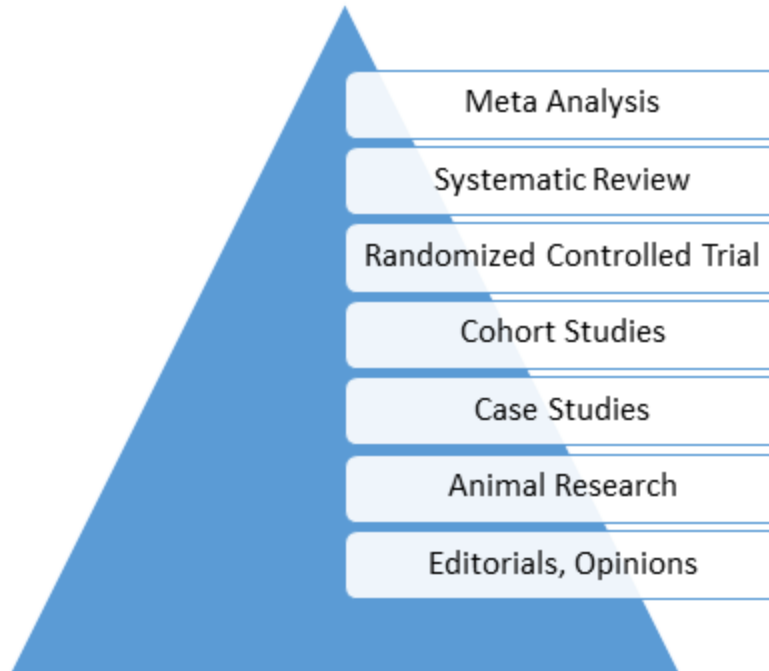 Meta Analysis
Systematic Review
Randomized Controlled Trial
Cohort Studies
Case Studies
Animal Research
Editorials, Opinions